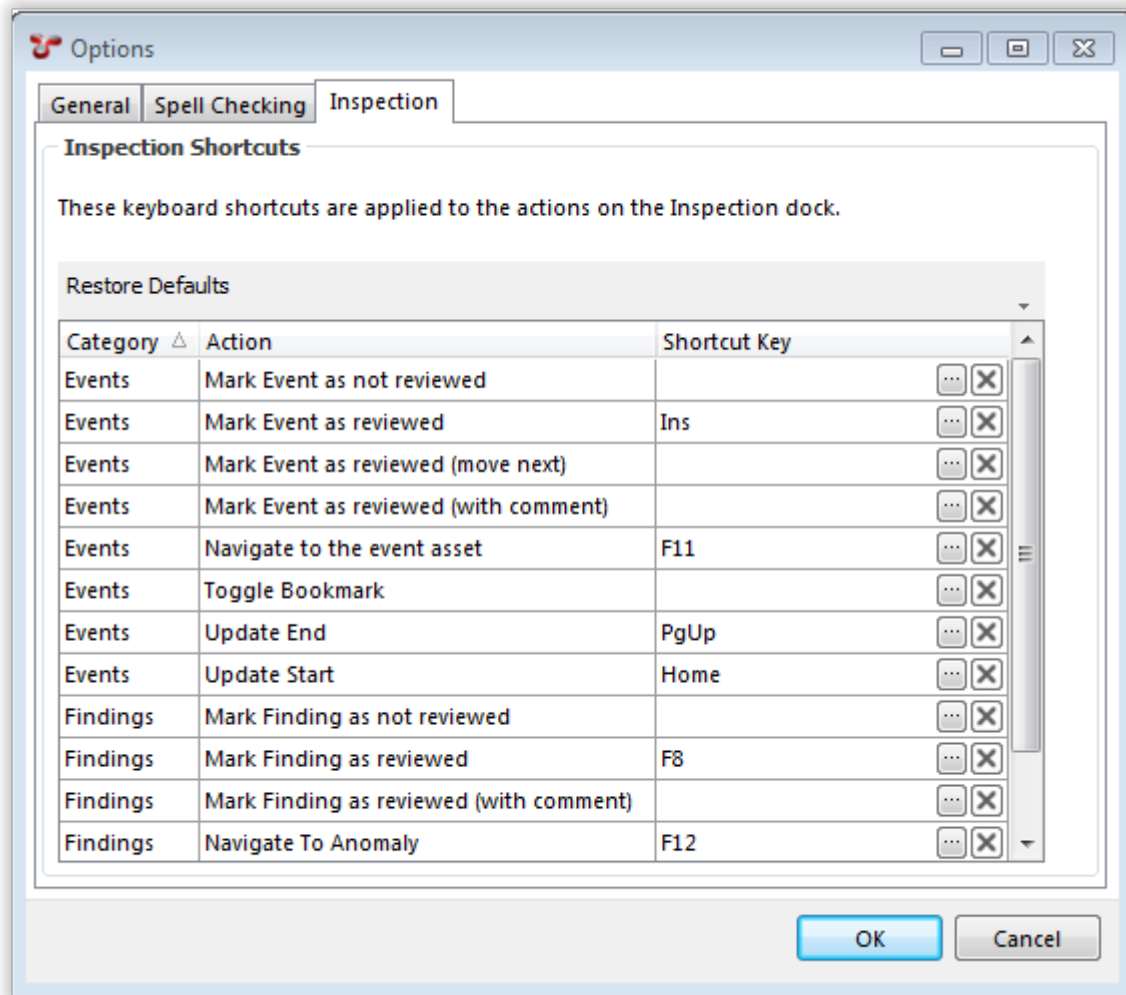 Options
General Spell Checking Inspection
Inspection Shortcuts
These keyboard shortcuts are applied to the actions on the Inspection dock.
Restore Defaults
Category Action Shortcut Key
Events Mark Event as not reviewed
Events Mark Event as reviewed Ins
Events Mark Event as reviewed (move next)
Events Mark Event as reviewed (with comment)
Events Navigate to the event asset F11
Events Toggle Bookmark
Events Update End PgUp
Events Update Start Home
Findings Mark Finding as not reviewed
Findings Mark Finding as reviewed F8
Findings Mark Finding as reviewed (with comment)
Findings Navigate To Anomaly F12
OK Cancel